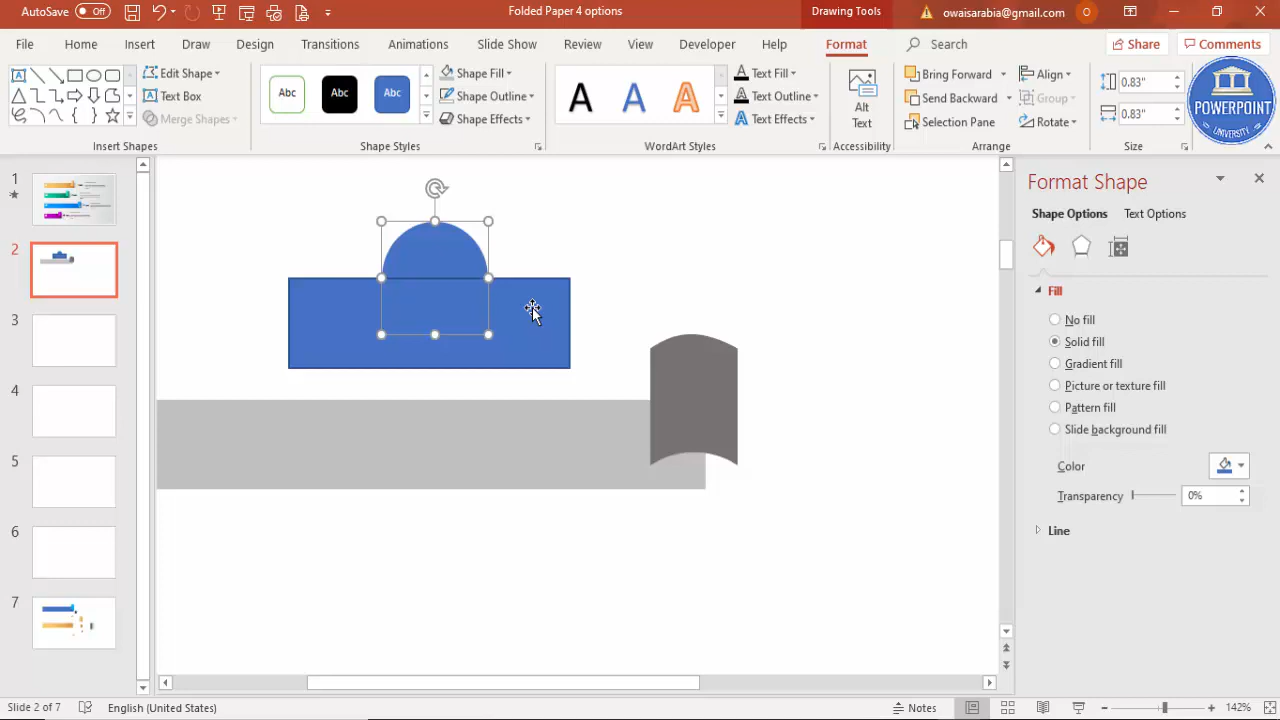 AutoSave Off
Folded Paper 4 options
Drawing Tools
owaisarabia@gmail.com
File Home Insert Draw Design Transitions Animations Slide Show Review View Developer Help Format Search Share Comments
Edit Shape
Text Box
Merge Shapes
Insert Shapes
Abc Abc Abc
Shape Fill
Shape Outline
Shape Effects
Shape Styles
A A A
Text Fill
Text Outline
Text Effects
WordArt Styles
Alt
Text
Accessibility
Bring Forward
Send Backward
Selection Pane
Align
Group
Rotate
Arrange
0.83"
0.83"
Size
POWERPOINT
UNIVERSITY
1
2
3
4
5
6
7
Format Shape
Shape Options Text Options
Fill
No fill
Solid fill
Gradient fill
Picture or texture fill
Pattern fill
Slide background fill
Color
Transparency 0%
Line
Slide 2 of 7
English (United States)
Notes
142%